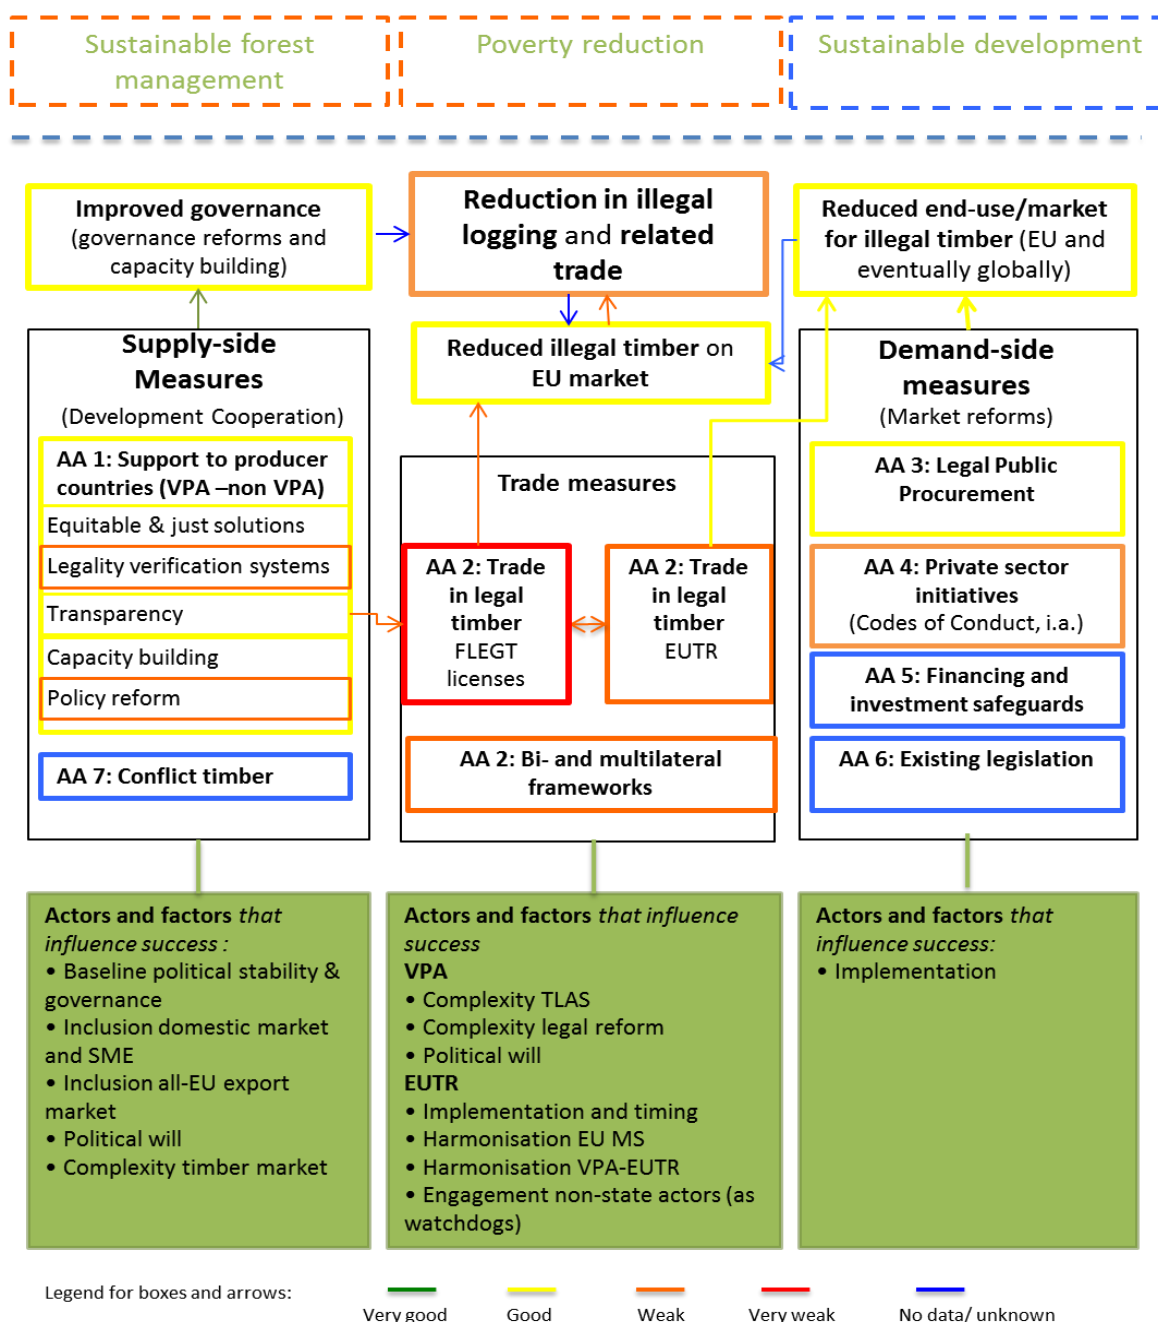 Sustainable forest
management
Poverty reduction
Sustainable development
Improved governance
(governance reforms and
capacity building)
Reduction in illegal
logging and related
trade
Reduced end-use/market
for illegal timber (EU and
eventually globally)
Reduced illegal timber on
EU market
Supply-side
Measures
(Development Cooperation)
AA 1: Support to producer
countries (VPA –non VPA)
Equitable & just solutions
Legality verification systems
Transparency
Capacity building
Policy reform
AA 7: Conflict timber
Trade measures
AA 2: Trade
in legal
timber
FLEGT
licenses
AA 2: Trade
in legal
timber
EUTR
AA 2: Bi- and multilateral
frameworks
Demand-side
measures
(Market reforms)
AA 3: Legal Public
Procurement
AA 4: Private sector
initiatives
(Codes of Conduct, i.a.)
AA 5: Financing and
investment safeguards
AA 6: Existing legislation
Actors and factors that
influence success :
• Baseline political stability &
governance
• Inclusion domestic market
and SME
• Inclusion all-EU export
market
• Political will
• Complexity timber market
Actors and factors that influence
success
VPA
• Complexity TLAS
• Complexity legal reform
• Political will
EUTR
• Implementation and timing
• Harmonisation EU MS
• Harmonisation VPA-EUTR
• Engagement non-state actors (as
watchdogs)
Actors and factors that
influence success:
• Implementation
Legend for boxes and arrows:
Very good
Good
Weak
Very weak
No data/ unknown